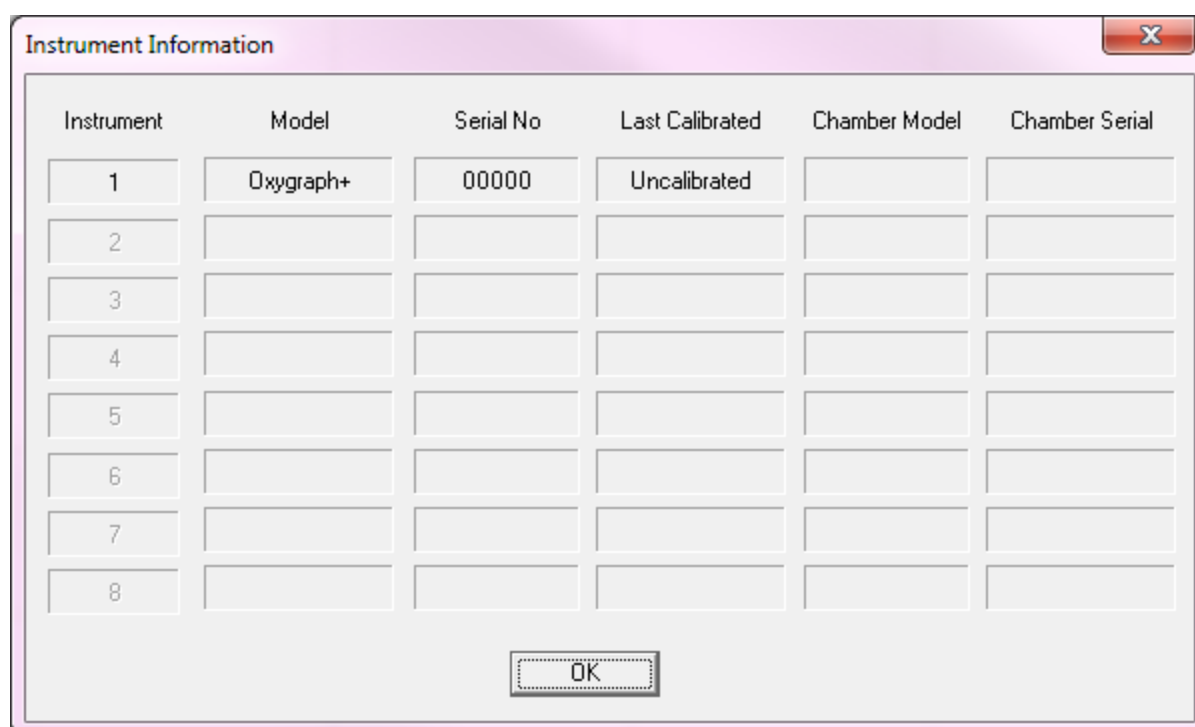 Instrument Information
Instrument Model Serial No Last Calibrated Chamber Model Chamber Serial
1 Oxygraph+ 00000 Uncalibrated
2
3
4
5
6
7
8
OK